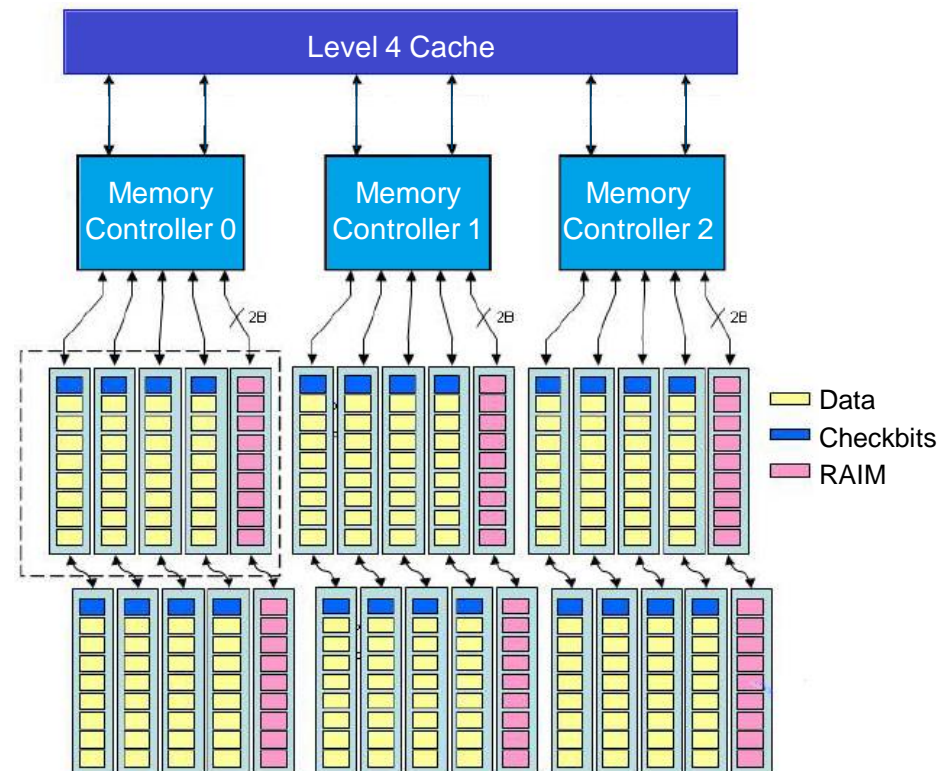 Level 4 Cache
Memory
Controller 0
Memory
Controller 1
Memory
Controller 2
2B
2B
2B
Data
Checkbits
RAIM